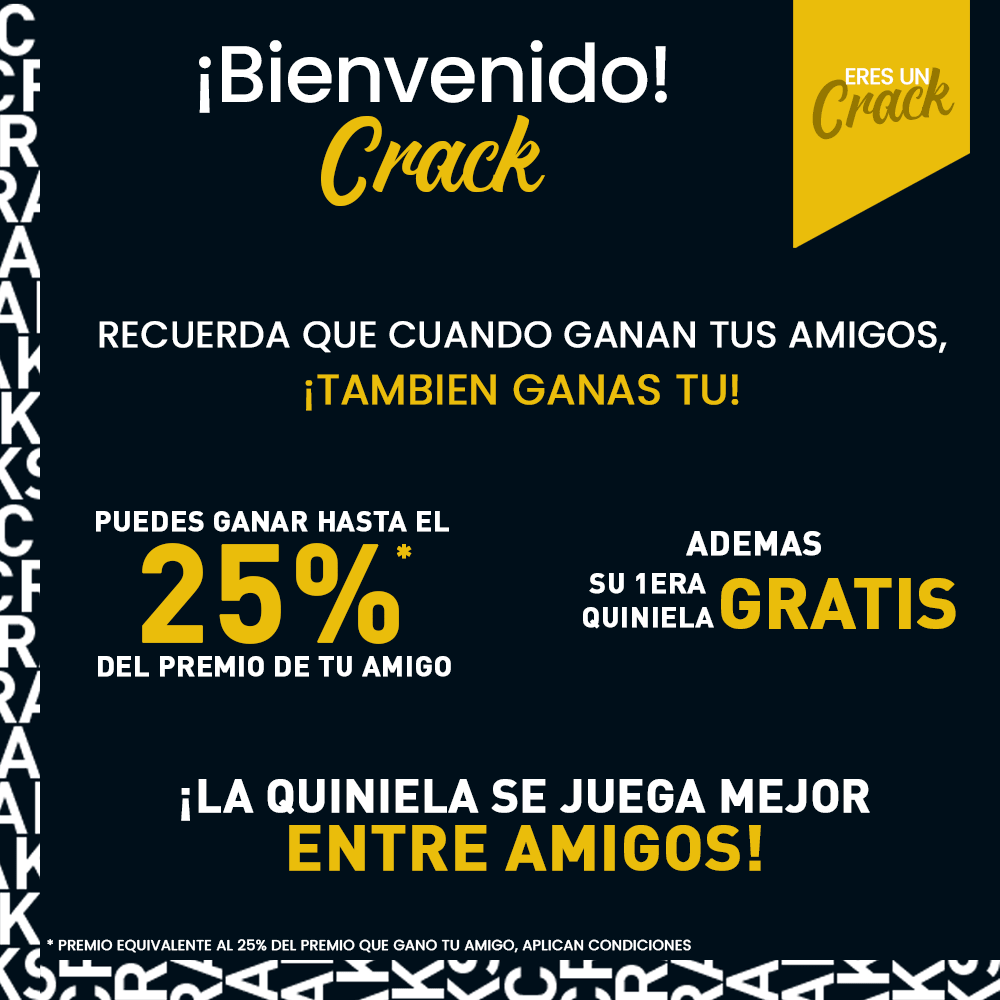 ¡Bienvenido!
Crack
ERES UN
Crack
RECUERDA QUE CUANDO GANAN TUS AMIGOS,
¡TAMBIEN GANAS TU!
PUEDES GANAR HASTA EL
25%*
DEL PREMIO DE TU AMIGO
ADEMAS
SU 1ERA
QUINIELA GRATIS
¡LA QUINIELA SE JUEGA MEJOR
ENTRE AMIGOS!
* PREMIO EQUIVALENTE AL 25% DEL PREMIO QUE GANO TU AMIGO, APLICAN CONDICIONES